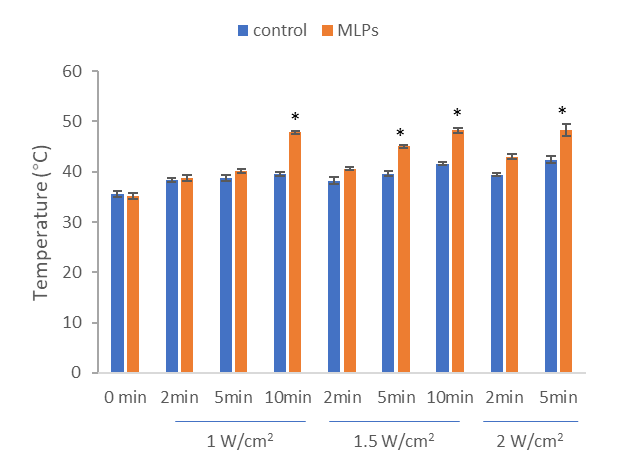 control MLPs
60
50
40
30
20
10
0
Temperature (°C)
* * * * *
0 min 2min 5min 10min 2min 5min 10min 2min 5min
1 W/cm² 1.5 W/cm² 2 W/cm²